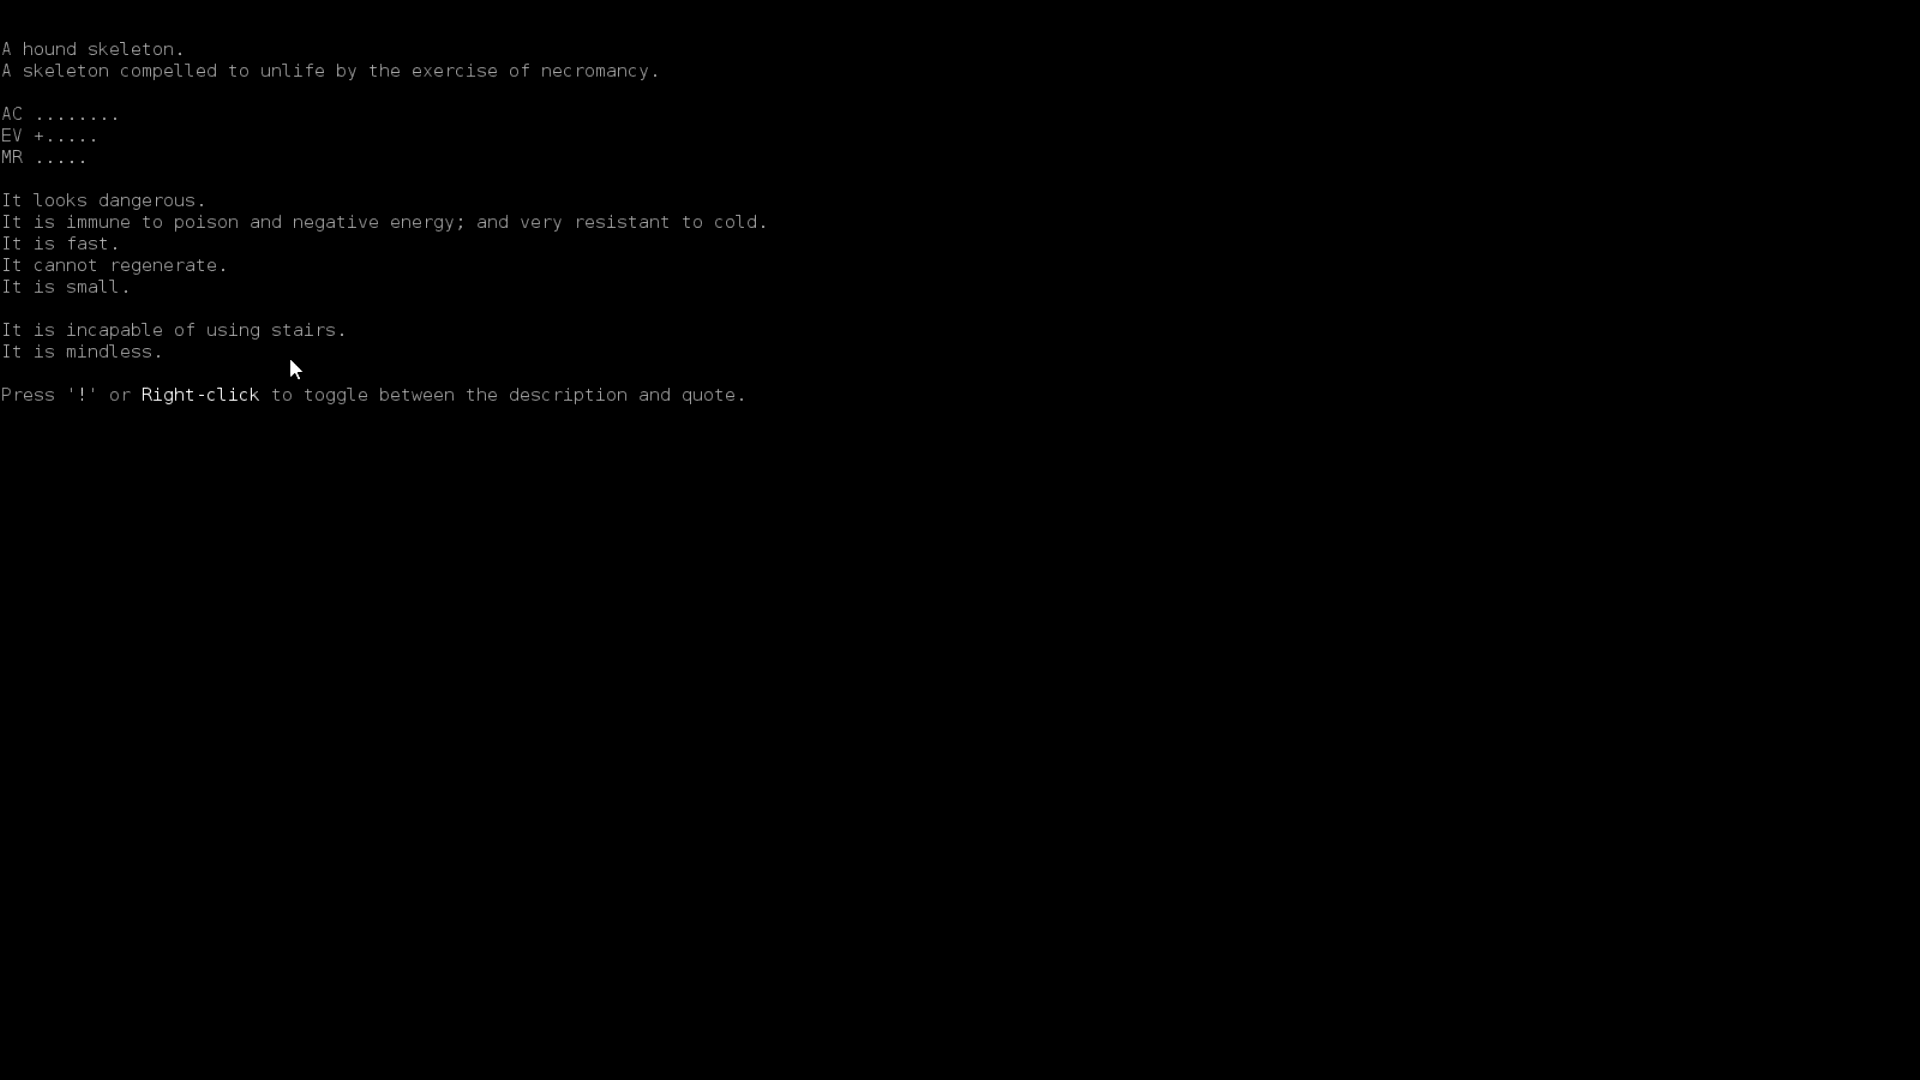 A hound skeleton.
A skeleton compelled to unlife by the exercise of necromancy.
AC ........
EV +.....
MR .....
It looks dangerous.
It is immune to poison and negative energy; and very resistant to cold.
It is fast.
It cannot regenerate.
It is small.
It is incapable of using stairs.
It is mindless.
Press '!' or Right-click to toggle between the description and quote.